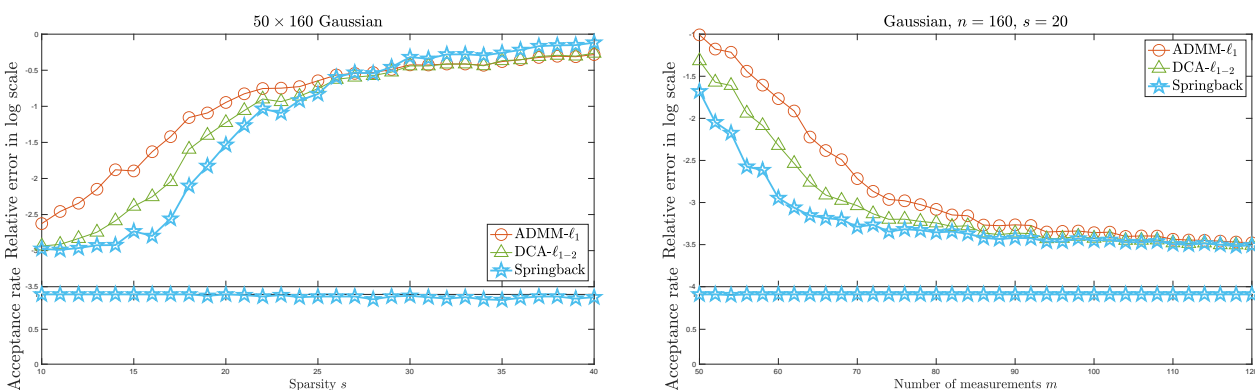 50 × 160 Gaussian
Relative error in log scale
0
-0.5
-1
-1.5
-2
-2.5
-3
-3.5
ADMM-ℓ₁
DCA-ℓ₁₋₂
Springback
Acceptance rate
0.5
0
10
15
20
25
30
35
40
Sparsity s
Gaussian, n = 160, s = 20
Relative error in log scale
-1
-1.5
-2
-2.5
-3
-3.5
-4
ADMM-ℓ₁
DCA-ℓ₁₋₂
Springback
Acceptance rate
0.5
0
50
60
70
80
90
100
110
Number of measurements m